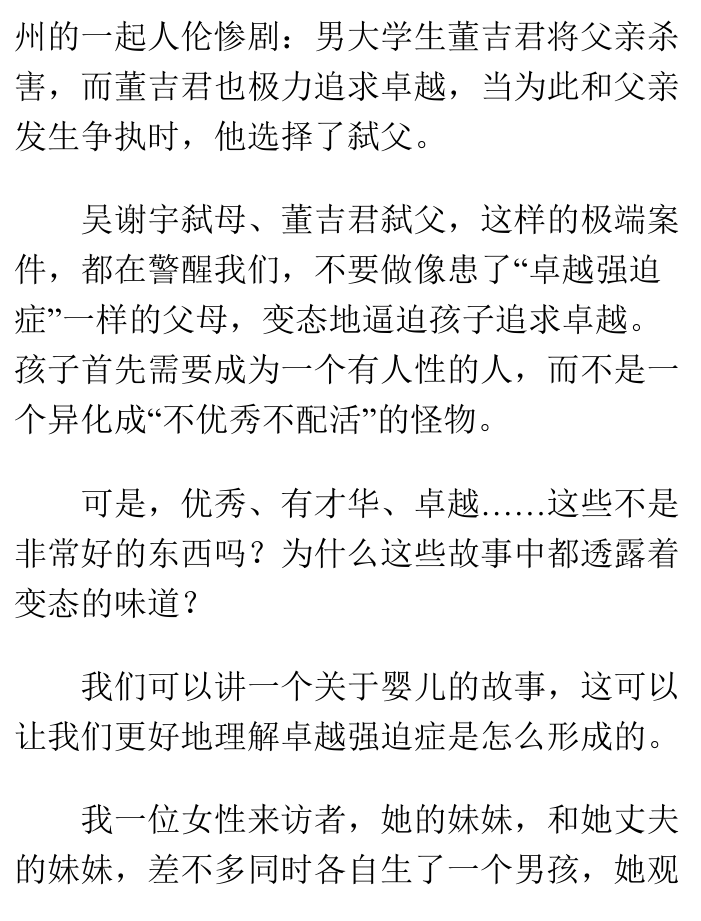 州的一起人伦惨剧：男大学生董吉君将父亲杀
害，而董吉君也极力追求卓越，当为此和父亲
发生争执时，他选择了弑父。
吴谢宇弑母、董吉君弑父，这样的极端案
件，都在警醒我们，不要做像患了“卓越强迫
症”一样的父母，变态地逼迫孩子追求卓越。
孩子首先需要成为一个有人性的人，而不是一
个异化成“不优秀不配活”的怪物。
可是，优秀、有才华、卓越……这些不是
非常好的东西吗？为什么这些故事中都透露着
变态的味道？
我们可以讲一个关于婴儿的故事，这可以
让我们更好地理解卓越强迫症是怎么形成的。
我一位女性来访者，她的妹妹，和她丈夫
的妹妹，差不多同时各自生了一个男孩，她观